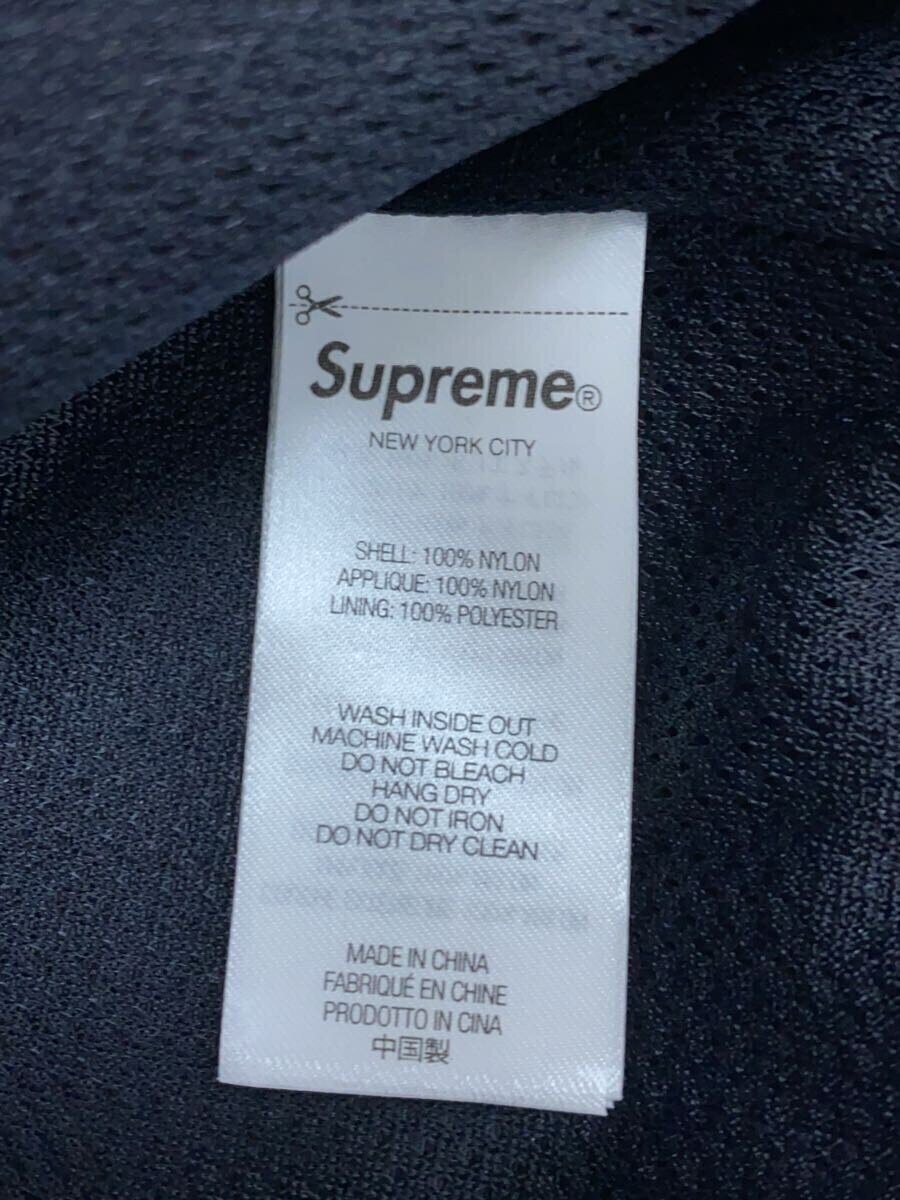 Supreme®
NEW YORK CITY
SHELL: 100% NYLON
APPLIQUE: 100% NYLON
LINING: 100% POLYESTER
WASH INSIDE OUT
MACHINE WASH COLD
DO NOT BLEACH
HANG DRY
DO NOT IRON
DO NOT DRY CLEAN
MADE IN CHINA
FABRIQUÉ EN CHINE
PRODOTTO IN CINA
中国製